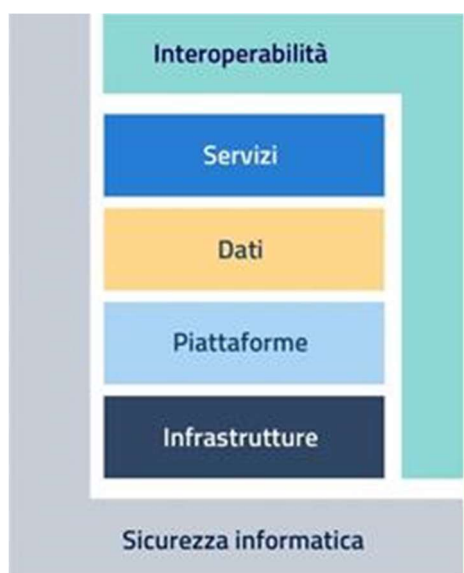 Interoperabilità
Servizi
Dati
Piattaforme
Infrastrutture
Sicurezza informatica